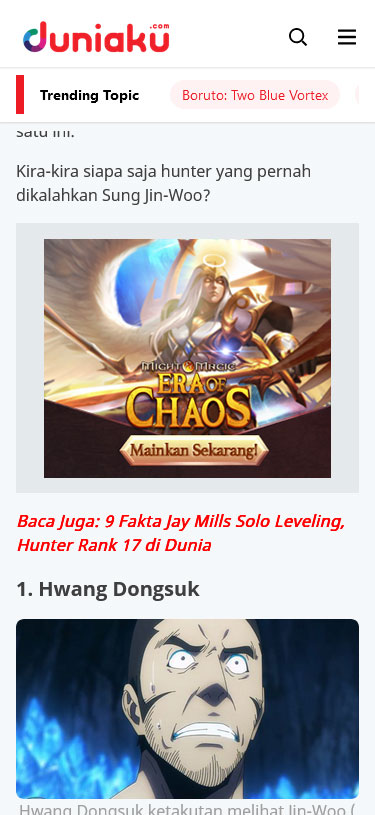 duniaku
.com
Trending Topic
Boruto: Two Blue Vortex
satu ini.
Kira-kira siapa saja hunter yang pernah
dikalahkan Sung Jin-Woo?
MIGHT & MAGIC
ERA OF
CHAOS
Mainkan Sekarang!
Baca Juga: 9 Fakta Jay Mills Solo Leveling,
Hunter Rank 17 di Dunia
1. Hwang Dongsuk
Hwang Dongsuk ketakutan melihat Jin-Woo (